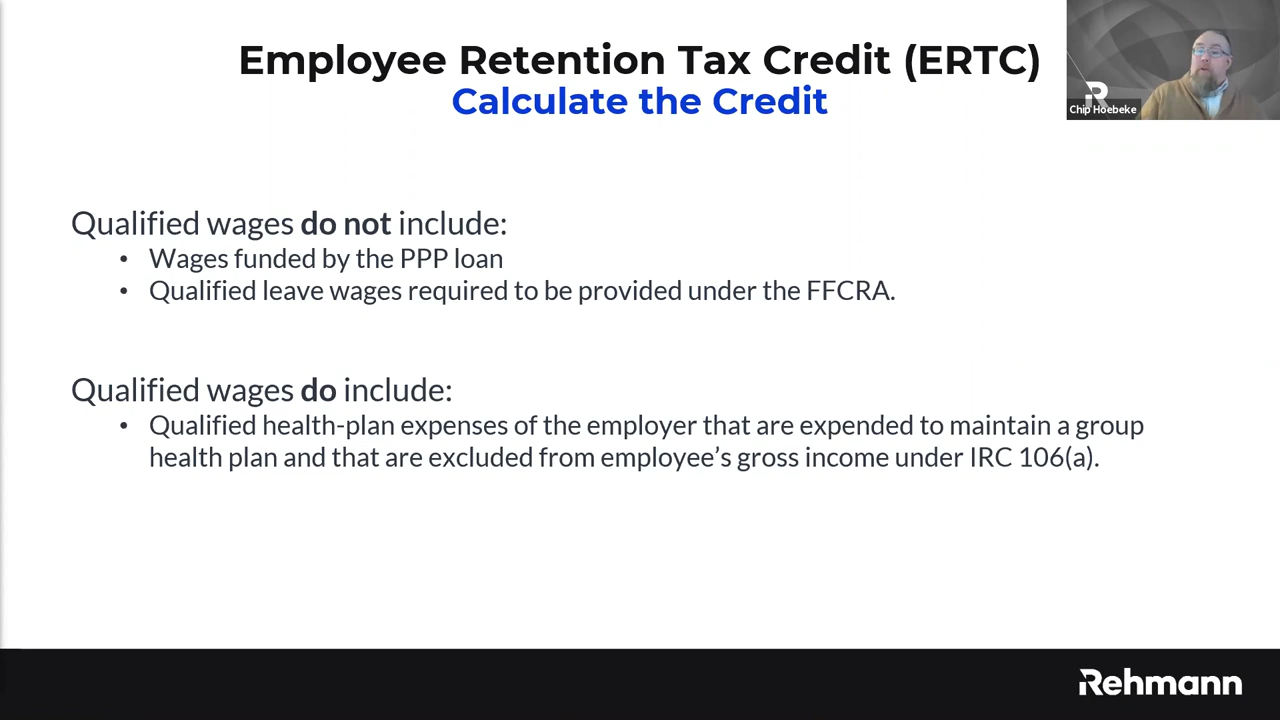 Employee Retention Tax Credit (ERTC)
Calculate the Credit
Chip Hoebeke
Qualified wages do not include:
• Wages funded by the PPP loan
• Qualified leave wages required to be provided under the FFCRA.
Qualified wages do include:
• Qualified health-plan expenses of the employer that are expended to maintain a group
health plan and that are excluded from employee’s gross income under IRC 106(a).
Rehmann